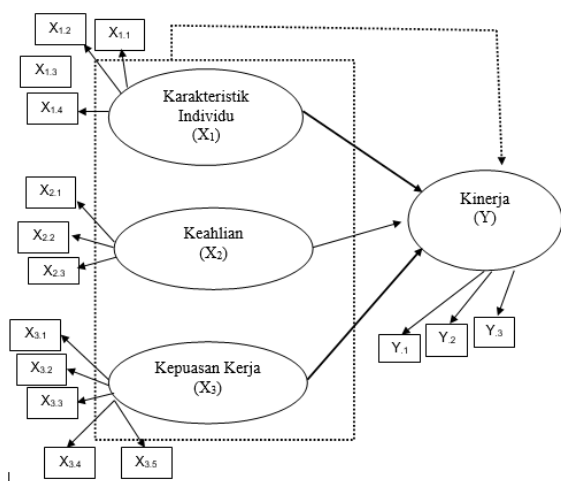 X1.2
X1.1
X1.3
X1.4
Karakteristik
Individu
(X1)
X2.1
X2.2
X2.3
Keahlian
(X2)
Kinerja
(Y)
X3.1
X3.2
X3.3
X3.4
X3.5
Kepuasan Kerja
(X3)
Y.1
Y.2
Y.3